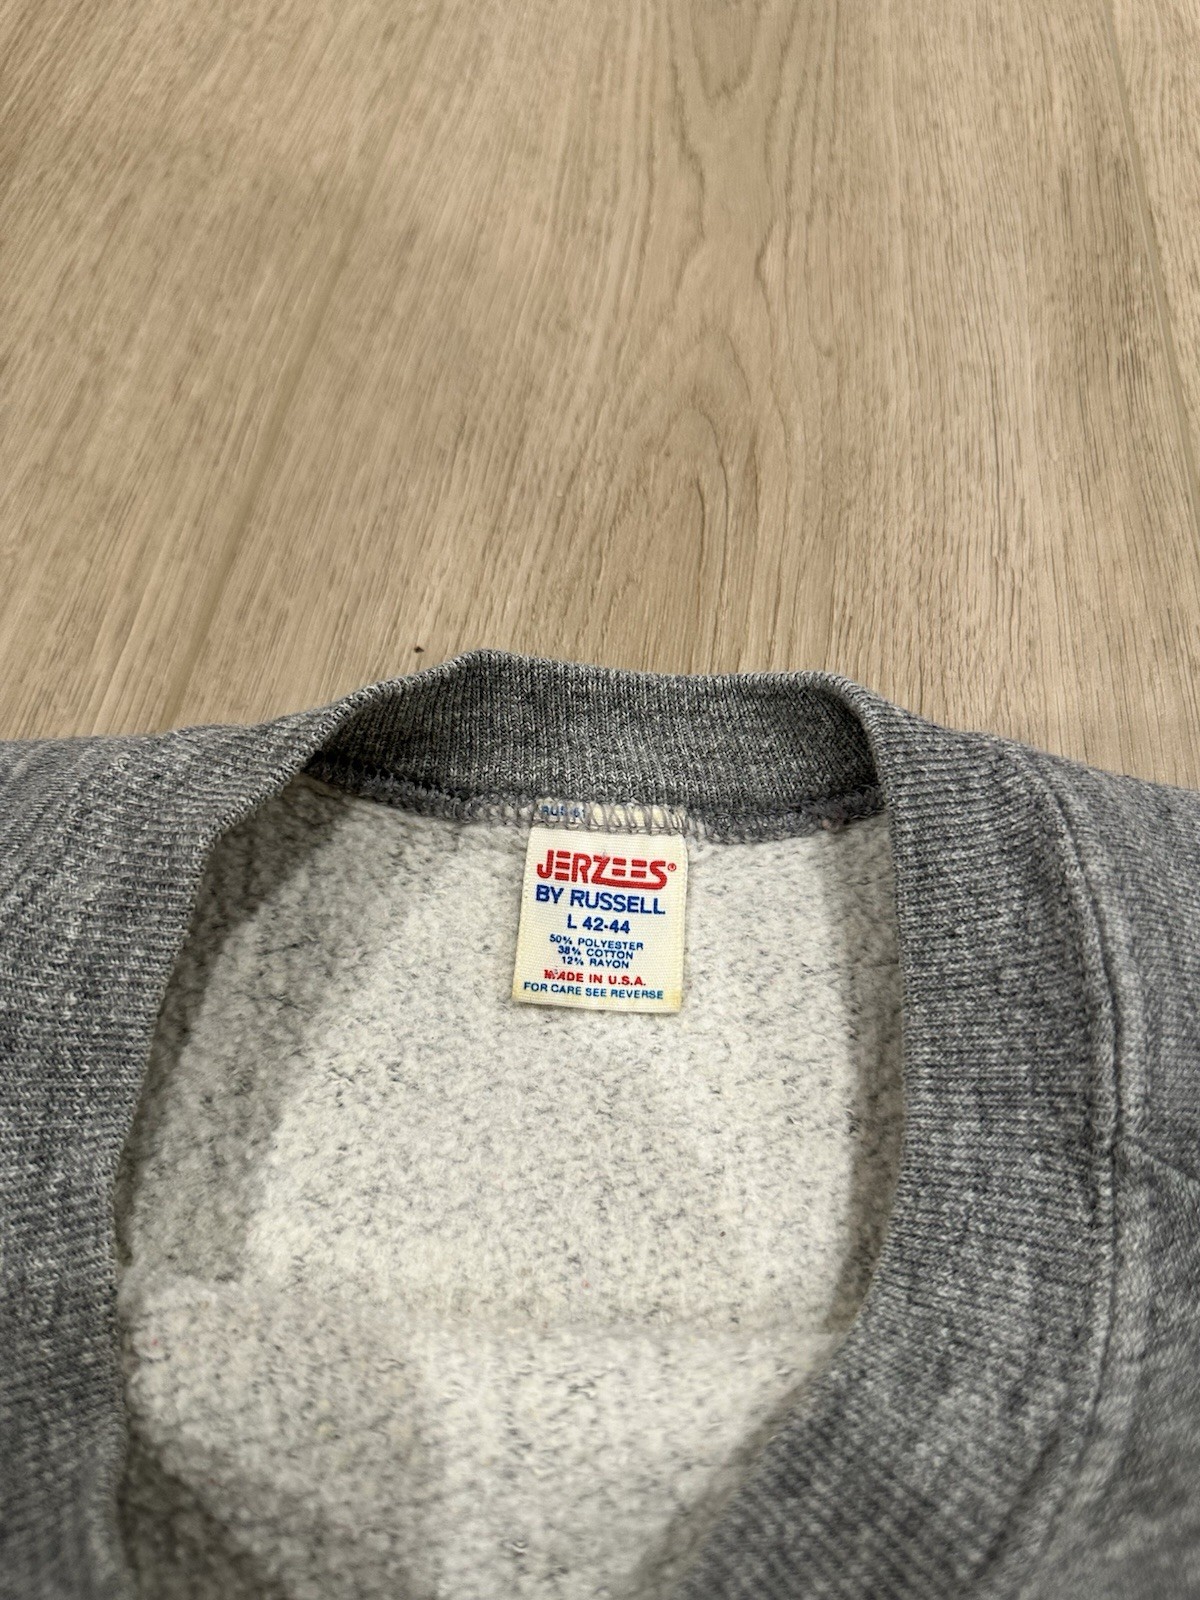 JERZEES®
BY RUSSELL
L 42-44
50% POLYESTER
38% COTTON
12% RAYON
MADE IN U.S.A.
FOR CARE SEE REVERSE